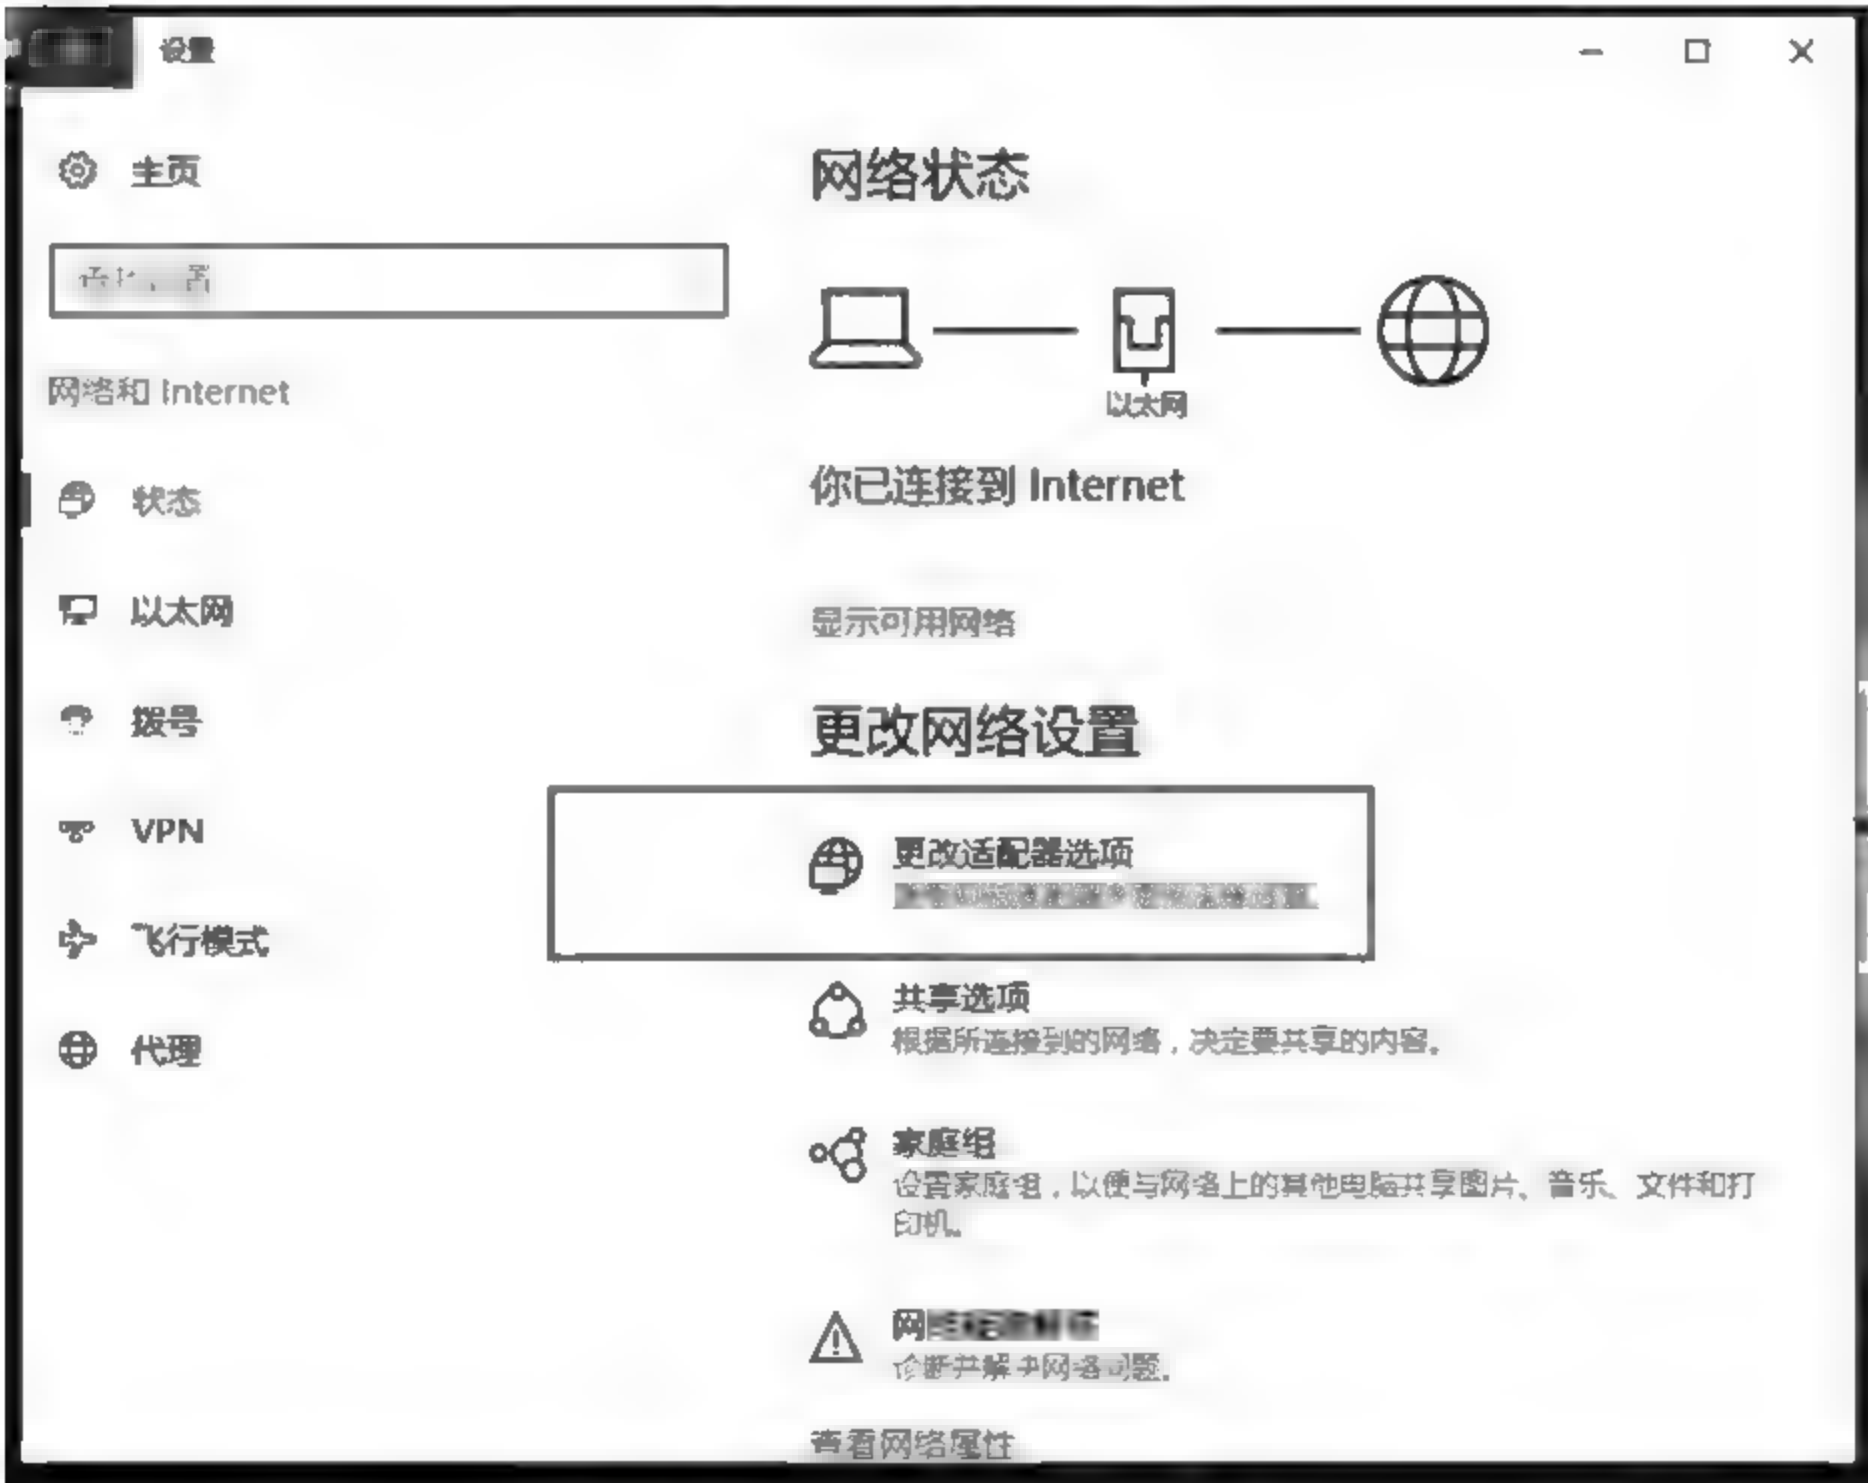 设置
主页
网络和 Internet
状态
以太网
拨号
VPN
飞行模式
代理
网络状态
以太网
你已连接到 Internet
显示可用网络
更改网络设置
更改适配器选项
共享选项
根据所连接到的网络，决定要共享的内容。
家庭组
设置家庭组，以便与网络上的其他电脑共享图片、音乐、文件和打
印机。
网
诊断并解决网络问题。
查看网络属性